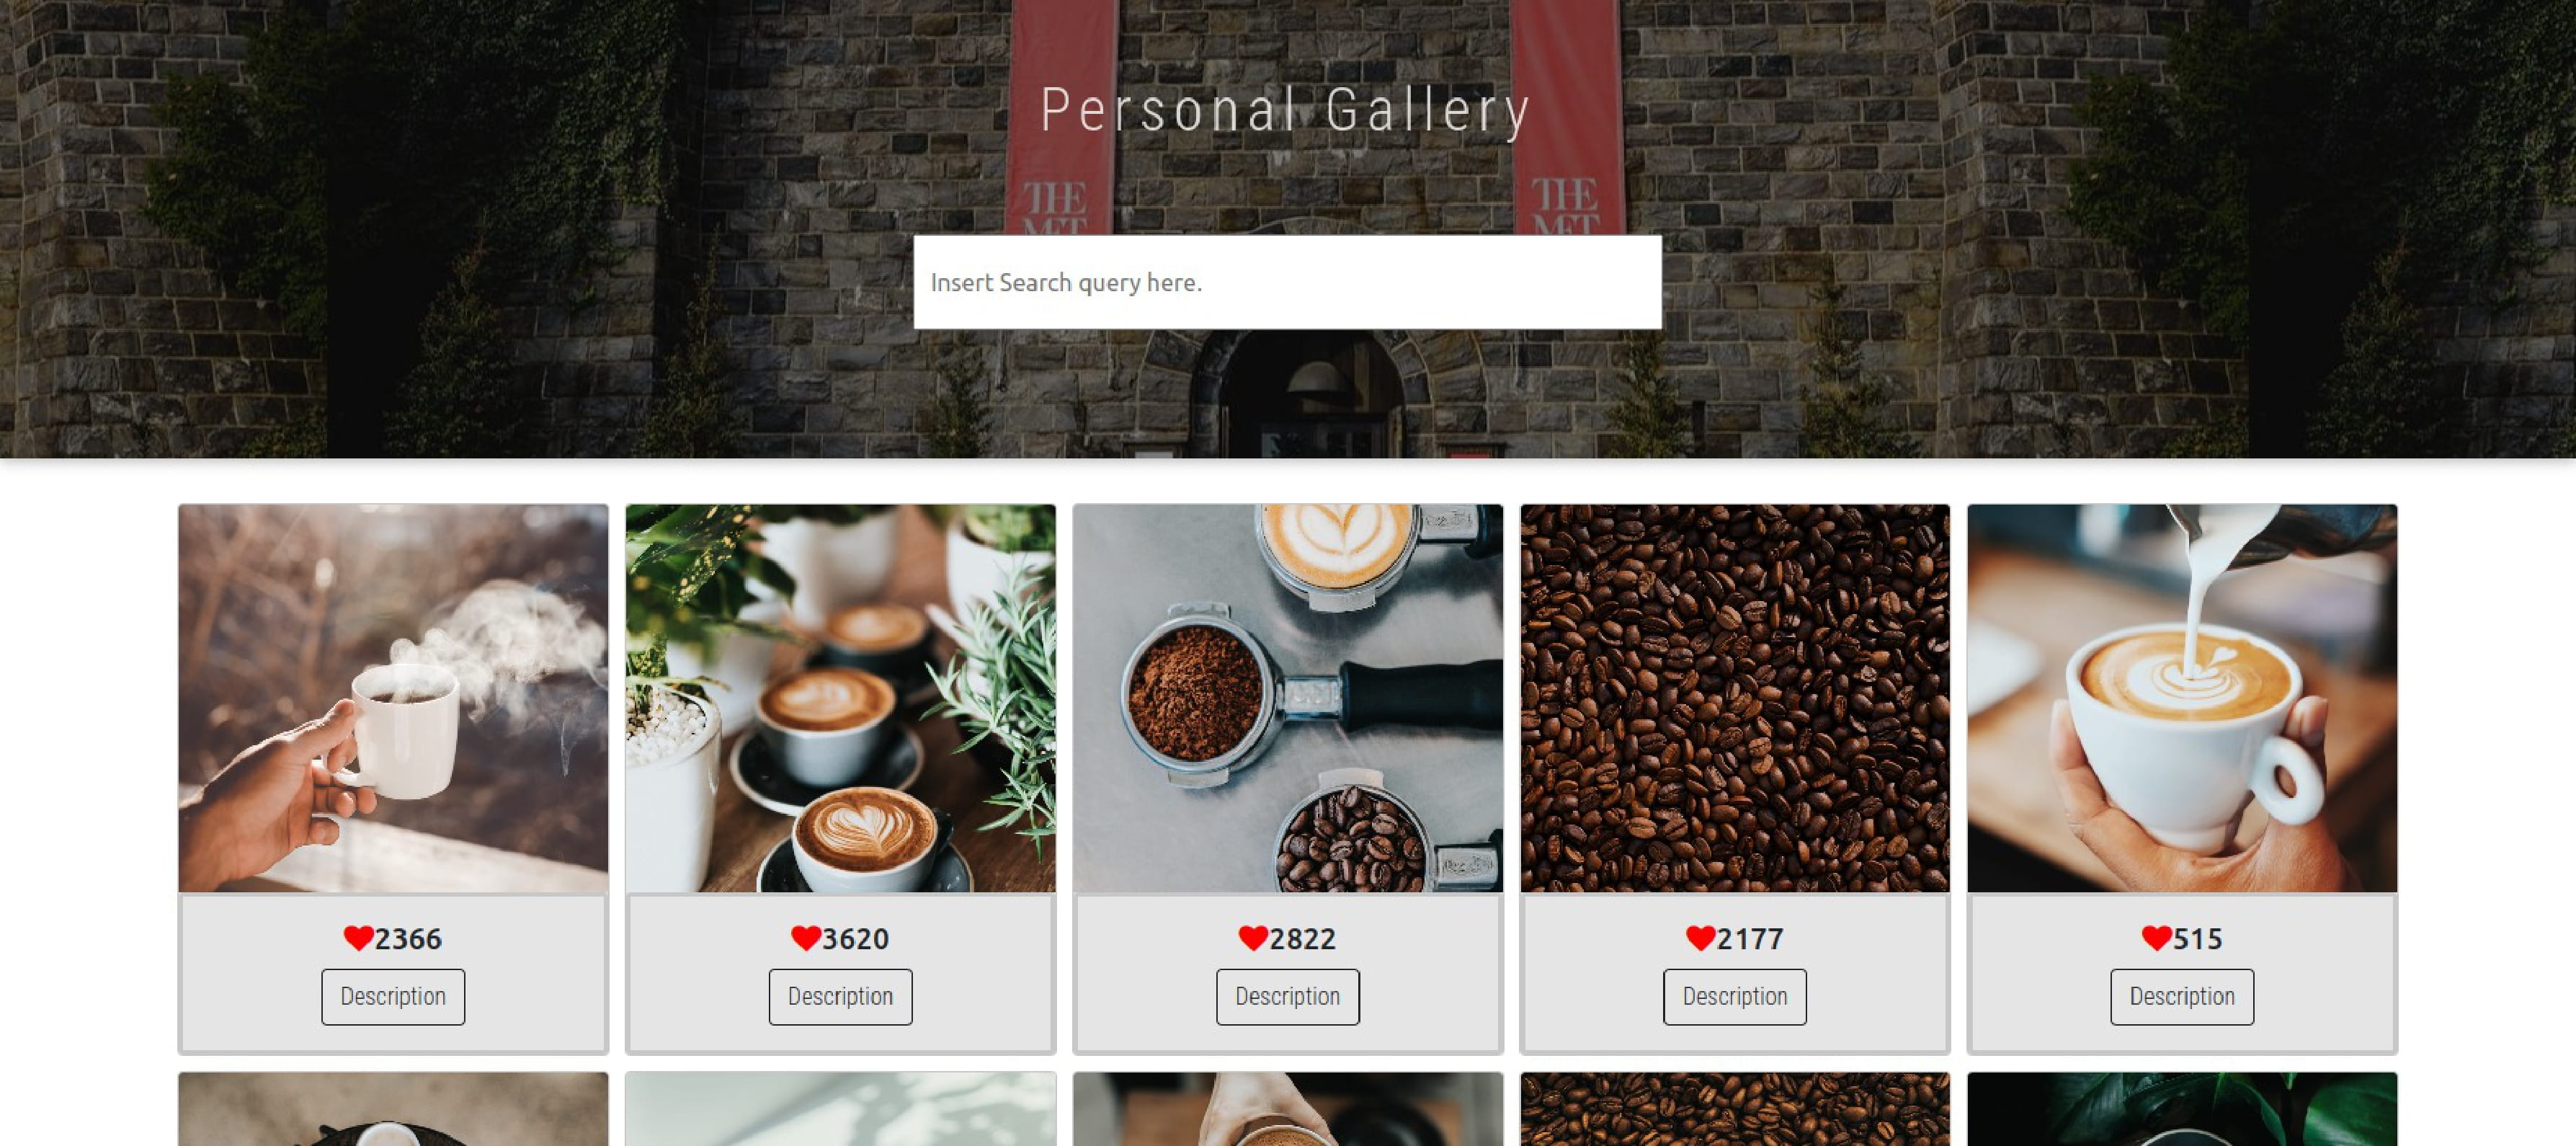 Personal Gallery
THE
MET
THE
MET
Insert Search query here.
2366
3620
2822
2177
515
Description
Description
Description
Description
Description